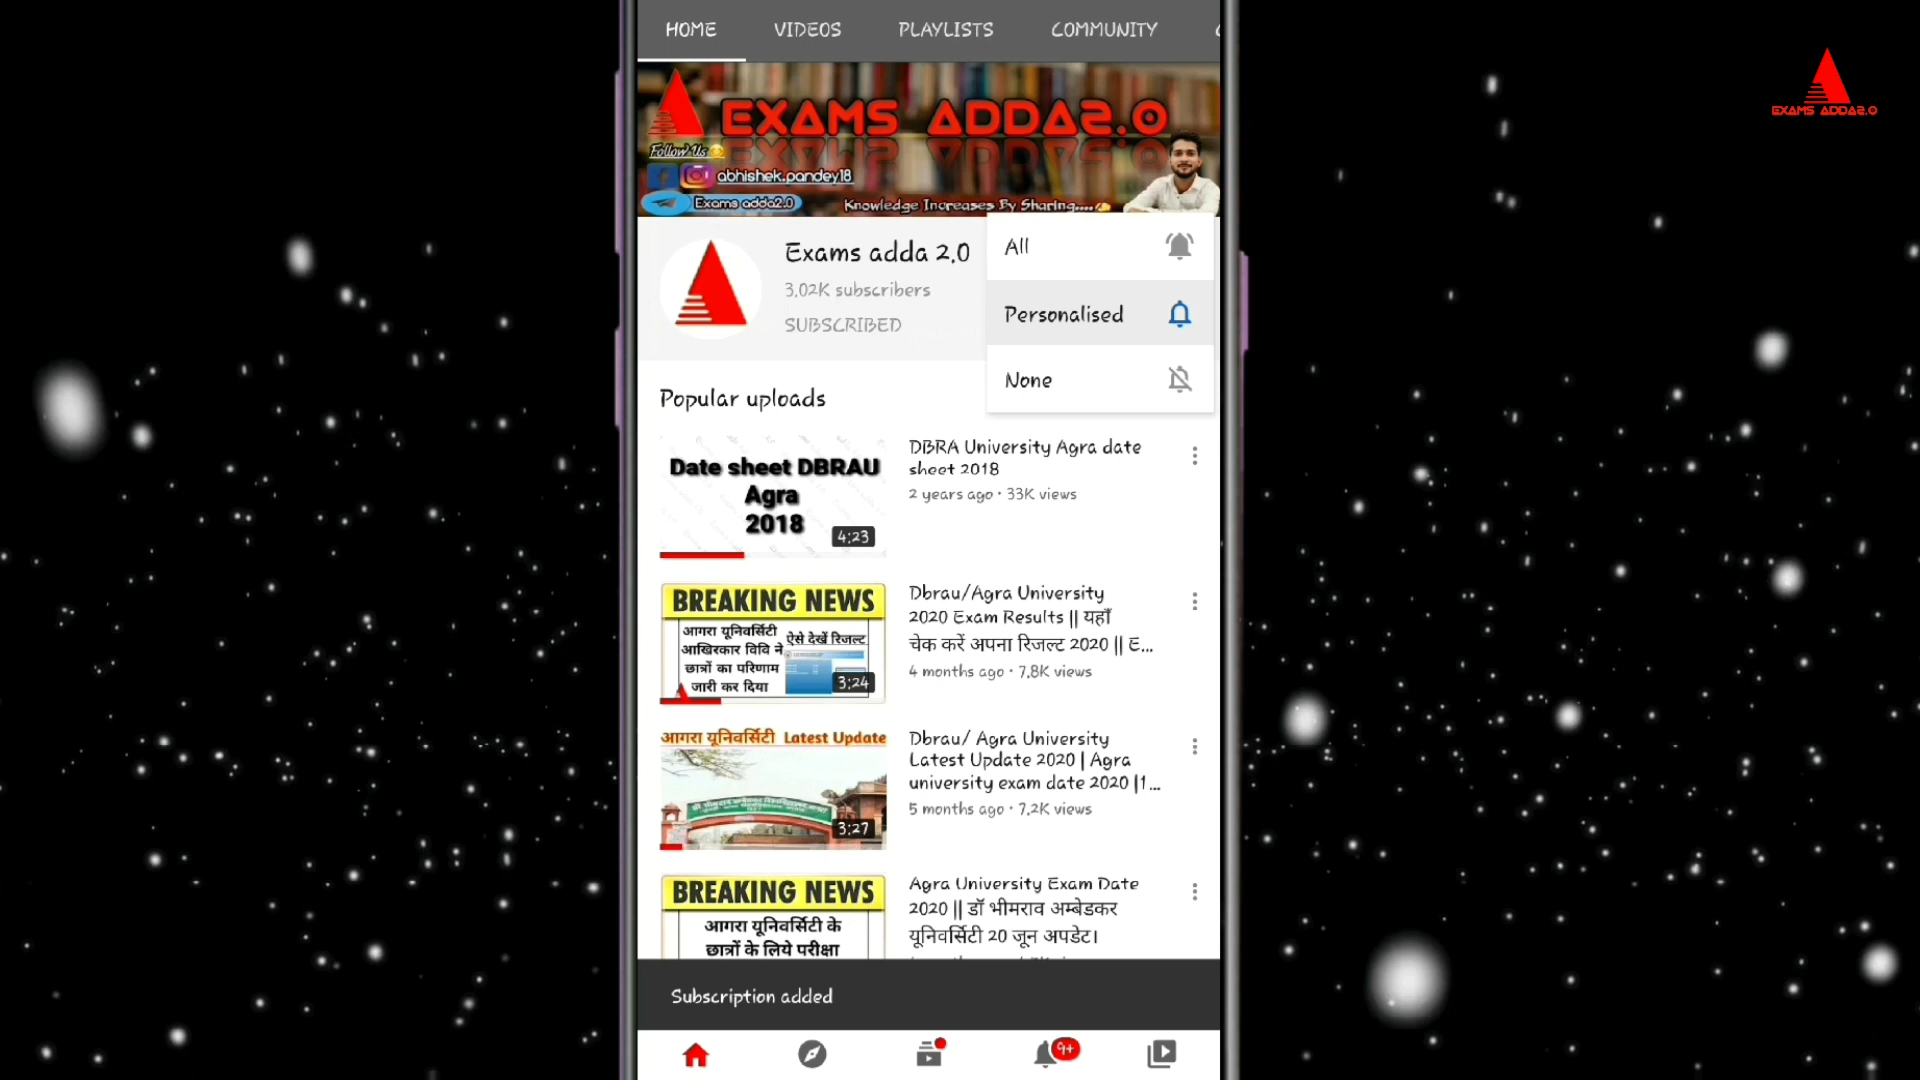 HOME VIDEOS PLAYLISTS COMMUNITY
EXAMS ADDA2.0
EXAMS ADDA2.0
Follow Us
abhishek.pandey18
Exams adda2.0
Knowledge Increases By Sharing....
Exams adda 2.0
3.02K subscribers
SUBSCRIBED
All
Personalised
None
Popular uploads
Date sheet DBRAU
Agra
2018
4:23
DBRA University Agra date
sheet 2018
2 years ago · 33K views
BREAKING NEWS
आगरा यूनिवर्सिटी
आखिरकार विवि ने
छात्रों का परिणाम
जारी कर दिया
ऐसे देखें रिजल्ट
3:24
Dbrau/Agra University
2020 Exam Results || यहाँ
चेक करें अपना रिजल्ट 2020 || E...
4 months ago · 7.8K views
आगरा यूनिवर्सिटी Latest Update
3:27
Dbrau/ Agra University
Latest Update 2020 | Agra
university exam date 2020 |1...
5 months ago · 7.2K views
BREAKING NEWS
आगरा यूनिवर्सिटी के
छात्रों के लिये परीक्षा
Agra University Exam Date
2020 || डॉ भीमराव अम्बेडकर
यूनिवर्सिटी 20 जून अपडेट।
Subscription added
9+